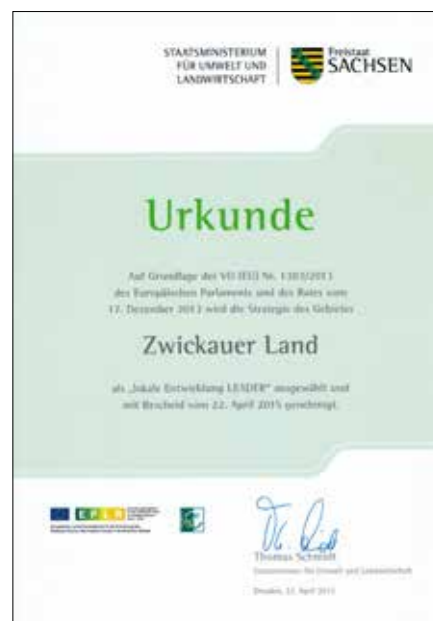 STAATSMINISTERIUM
FÜR UMWELT UND
LANDWIRTSCHAFT
Freistaat
SACHSEN
Urkunde
Auf Grundlage der VO (EU) Nr. 1303/2013
des Europäischen Parlaments und des Rates vom
17. Dezember 2013 wird die Strategie des Gebietes
Zwickauer Land
als „lokale Entwicklung LEADER“ ausgewählt und
mit Bescheid vom 22. April 2015 genehmigt.
EPLR
Thomas Schmidt
Staatsminister für Umwelt und Landwirtschaft
Dresden, 22. April 2015